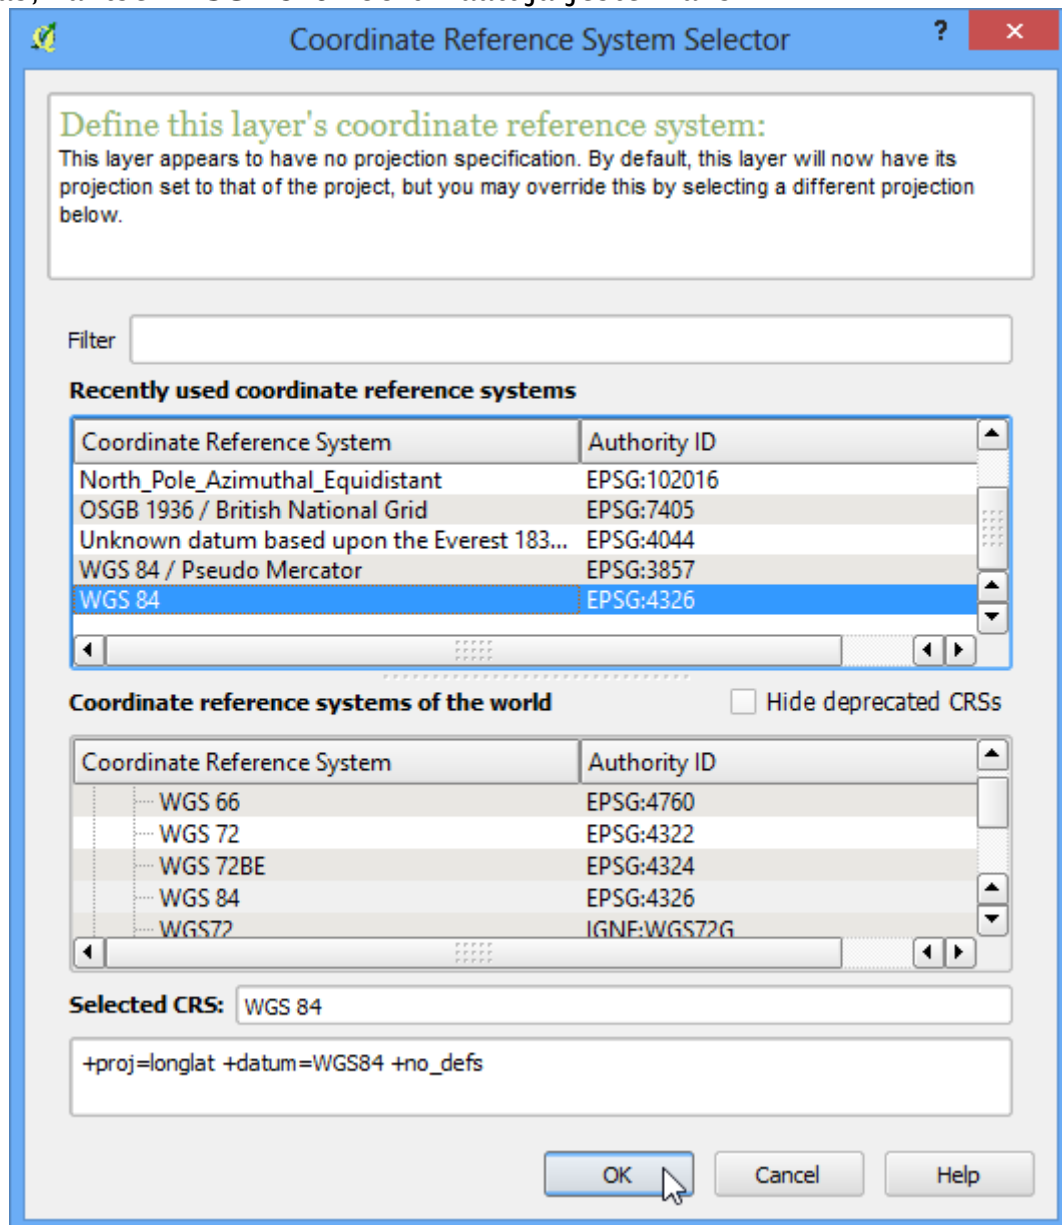 Coordinate Reference System Selector
?
Define this layer's coordinate reference system:
This layer appears to have no projection specification. By default, this layer will now have its
projection set to that of the project, but you may override this by selecting a different projection
below.
Filter
Recently used coordinate reference systems
Coordinate Reference System Authority ID
North_Pole_Azimuthal_Equidistant EPSG:102016
OSGB 1936 / British National Grid EPSG:7405
Unknown datum based upon the Everest 183... EPSG:4044
WGS 84 / Pseudo Mercator EPSG:3857
WGS 84 EPSG:4326
Coordinate reference systems of the world Hide deprecated CRSs
Coordinate Reference System Authority ID
WGS 66 EPSG:4760
WGS 72 EPSG:4322
WGS 72BE EPSG:4324
WGS 84 EPSG:4326
WGS72 IGNF:WGS72G
Selected CRS: WGS 84
+proj=longlat +datum=WGS84 +no_defs
OK Cancel Help